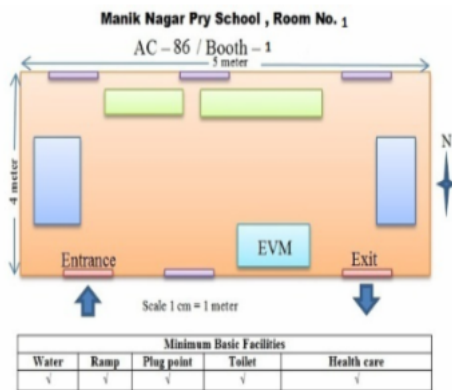 Manik Nagar Pry School , Room No. 1
AC – 86 / Booth – 1
5 meter
4 meter
N
Entrance
EVM
Exit
Scale 1 cm = 1 meter
Minimum Basic Facilities
Water Ramp Plug point Toilet Health care
√ √ √ √ √